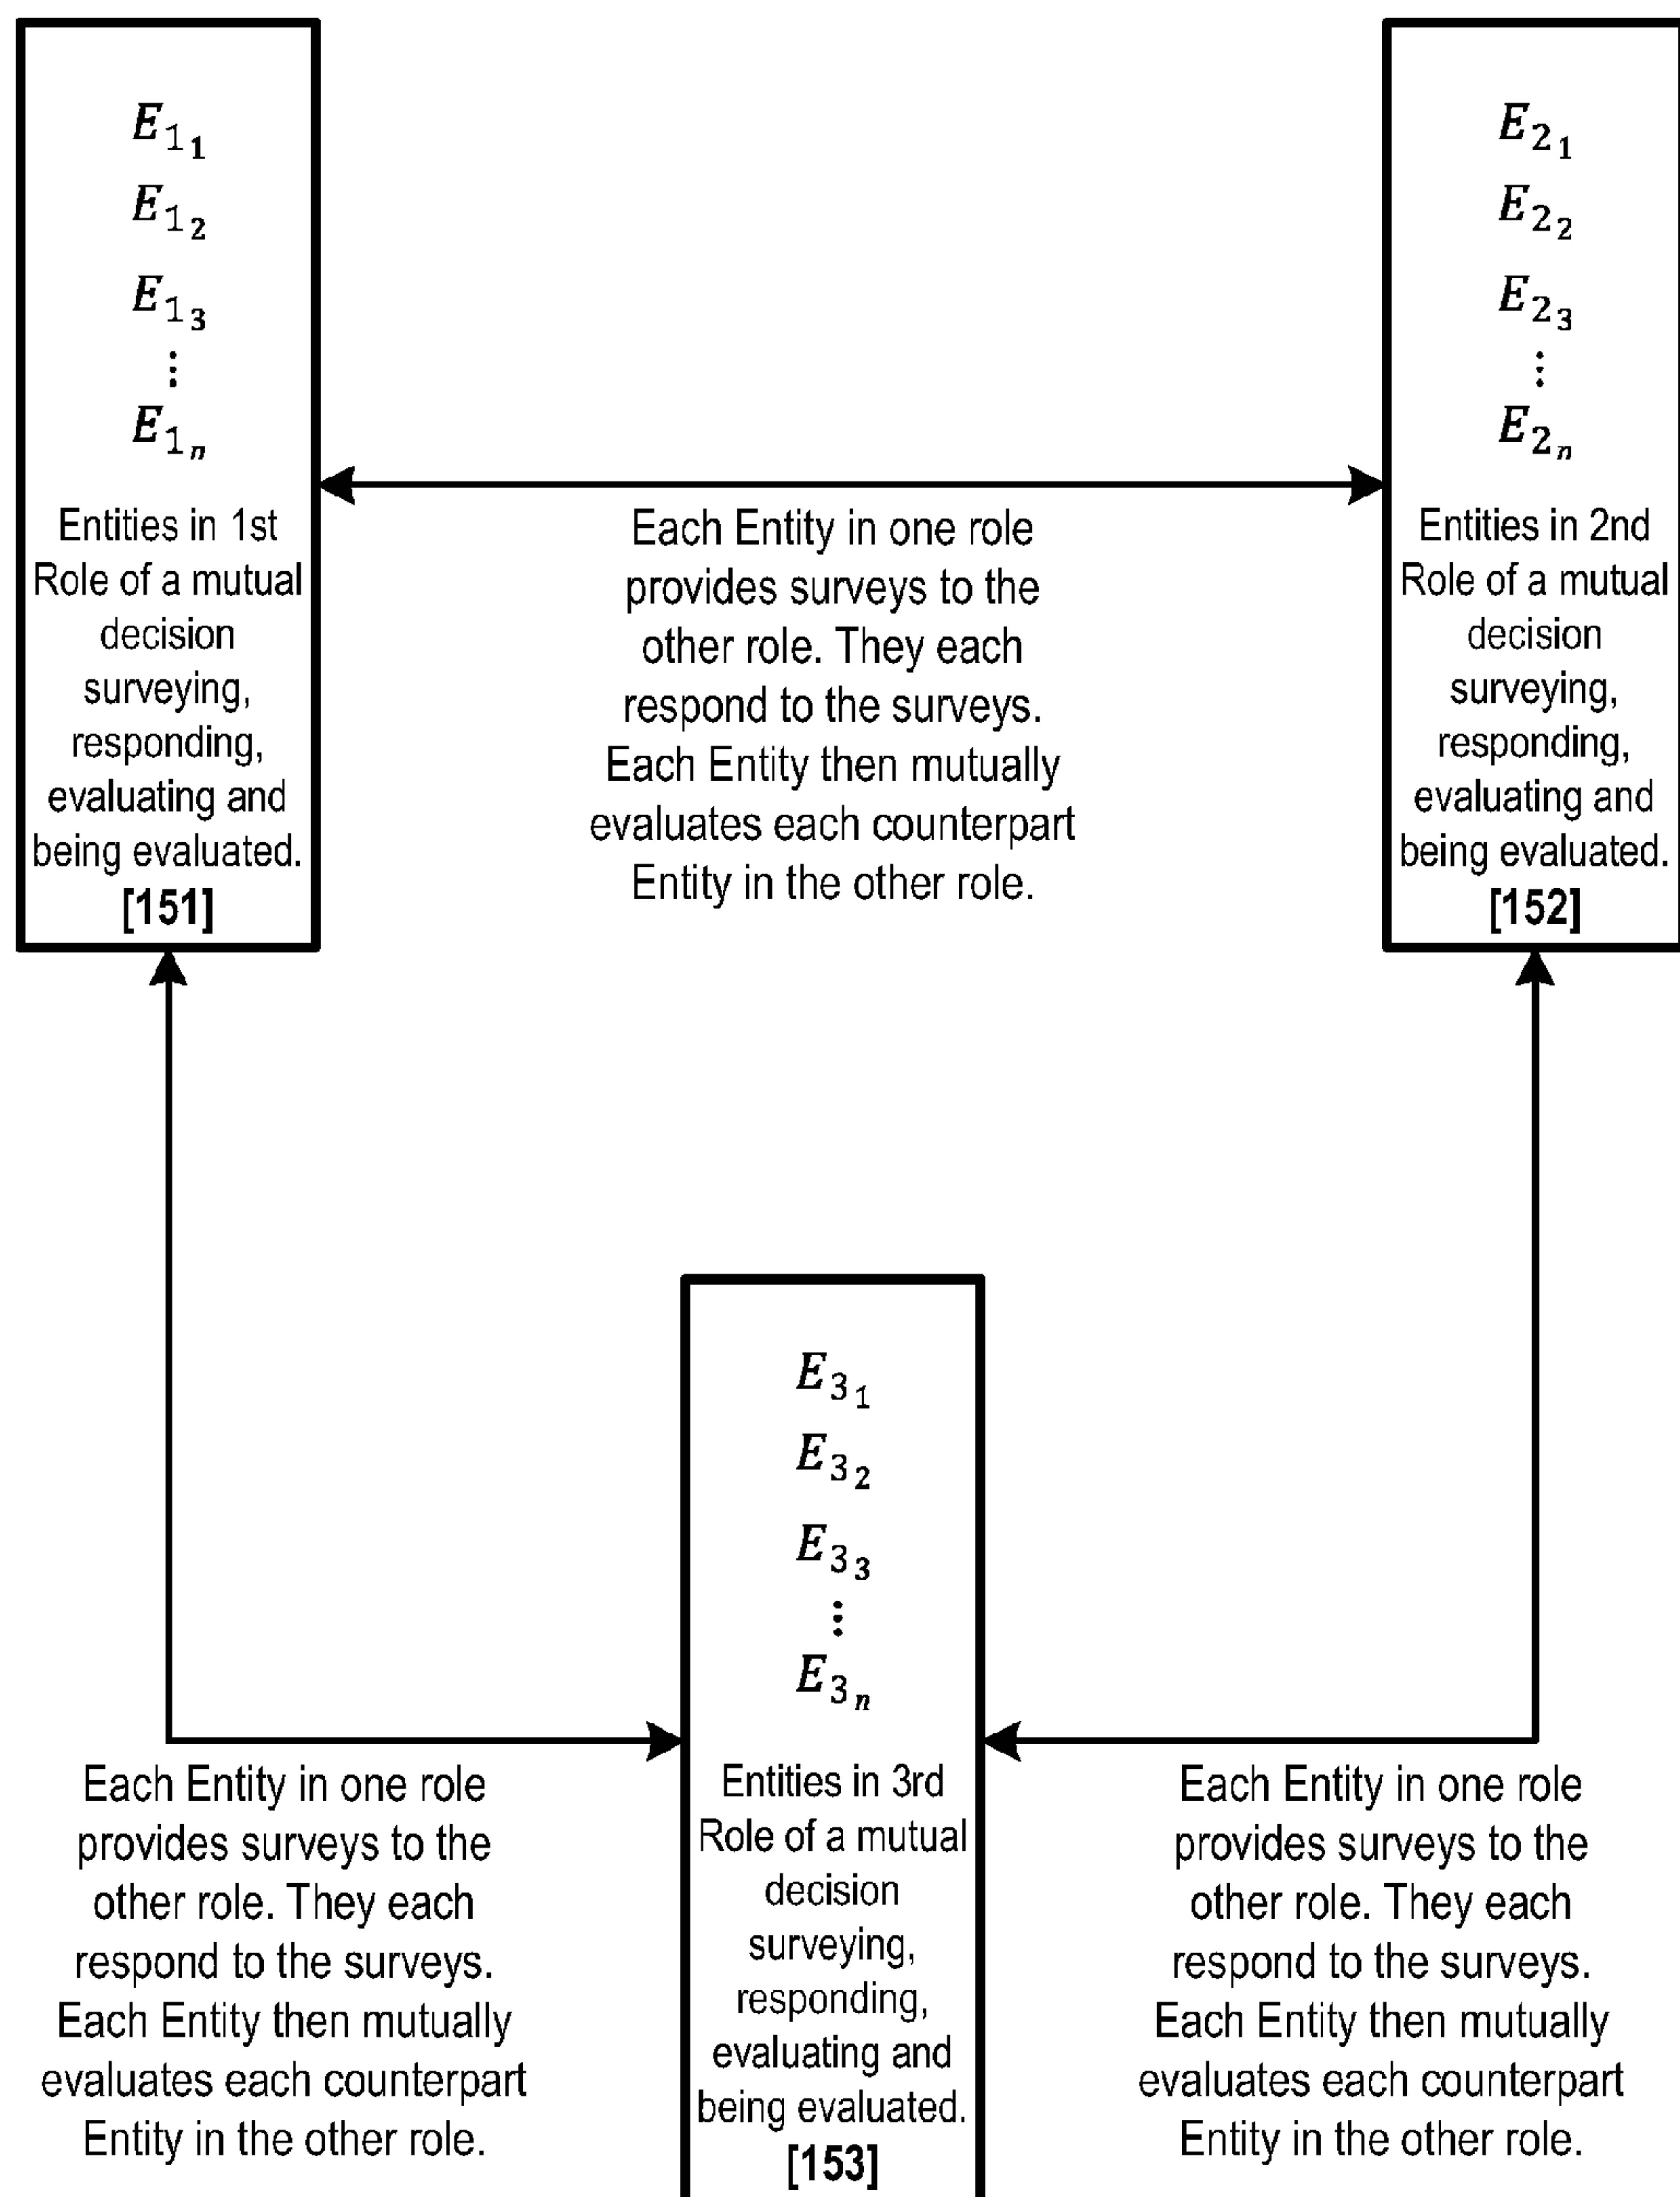 E₁₁
E₁₂
E₁₃
⋮
E₁ₙ
Entities in 1st
Role of a mutual
decision
surveying,
responding,
evaluating and
being evaluated.
[151]
Each Entity in one role
provides surveys to the
other role. They each
respond to the surveys.
Each Entity then mutually
evaluates each counterpart
Entity in the other role.
E₂₁
E₂₂
E₂₃
⋮
E₂ₙ
Entities in 2nd
Role of a mutual
decision
surveying,
responding,
evaluating and
being evaluated.
[152]
Each Entity in one role
provides surveys to the
other role. They each
respond to the surveys.
Each Entity then mutually
evaluates each counterpart
Entity in the other role.
E₃₁
E₃₂
E₃₃
⋮
E₃ₙ
Entities in 3rd
Role of a mutual
decision
surveying,
responding,
evaluating and
being evaluated.
[153]
Each Entity in one role
provides surveys to the
other role. They each
respond to the surveys.
Each Entity then mutually
evaluates each counterpart
Entity in the other role.